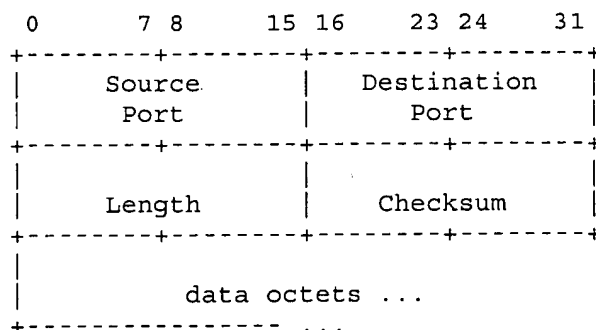 0 7 8 15 16 23 24 31
Source Destination
Port Port
Length Checksum
data octets ...
...